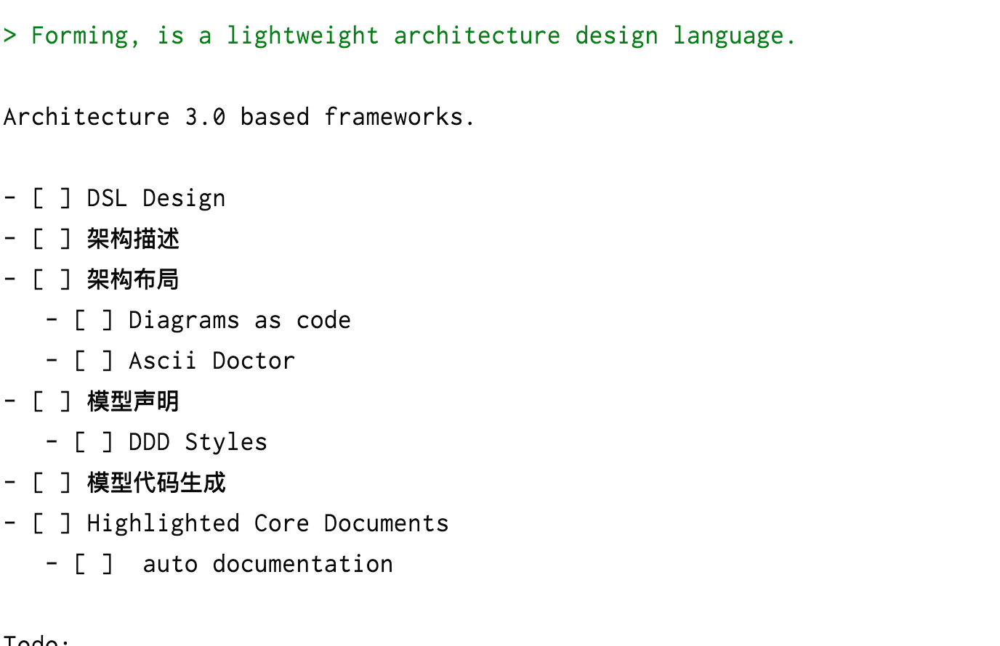 > Forming, is a lightweight architecture design language.
Architecture 3.0 based frameworks.
- [ ] DSL Design
- [ ] 架构描述
- [ ] 架构布局
- [ ] Diagrams as code
- [ ] Ascii Doctor
- [ ] 模型声明
- [ ] DDD Styles
- [ ] 模型代码生成
- [ ] Highlighted Core Documents
- [ ]  auto documentation
Todo: